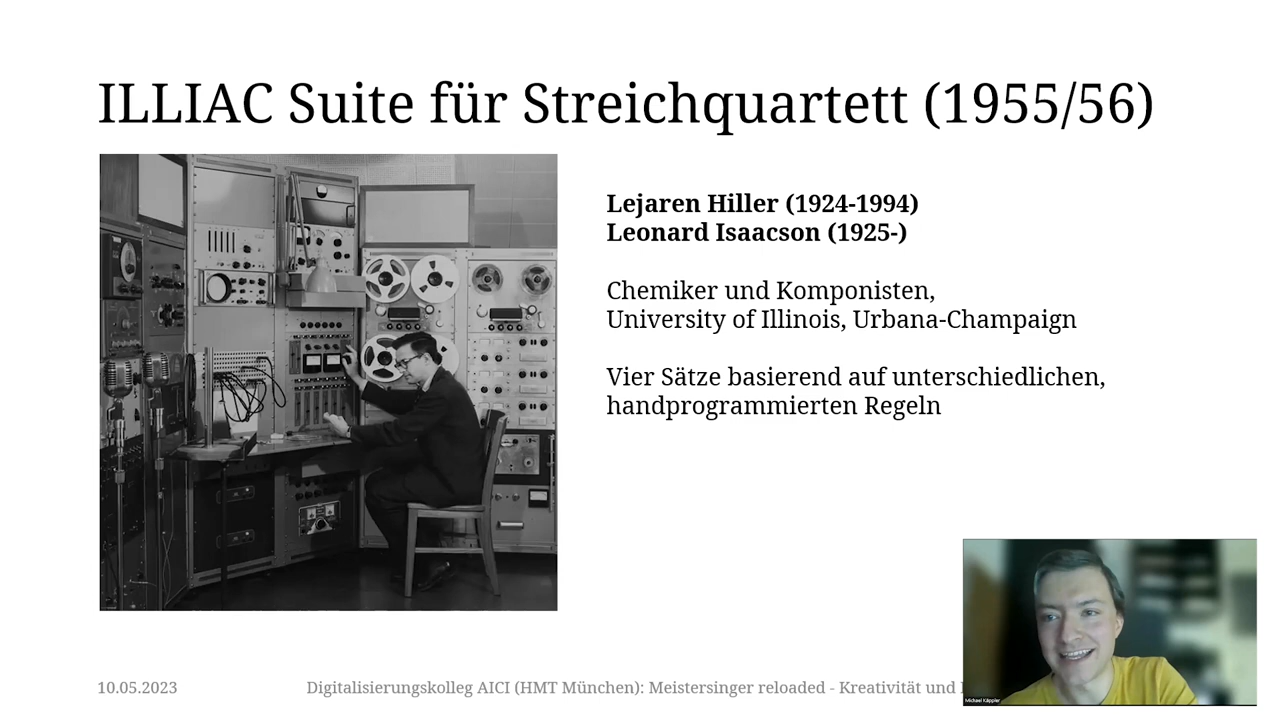 ILLIAC Suite für Streichquartett (1955/56)
Lejaren Hiller (1924-1994)
Leonard Isaacson (1925-)
Chemiker und Komponisten,
University of Illinois, Urbana-Champaign
Vier Sätze basierend auf unterschiedlichen,
handprogrammierten Regeln
10.05.2023
Digitalisierungskolleg AICI (HMT München): Meistersinger reloaded - Kreativität und
Michael Käppler